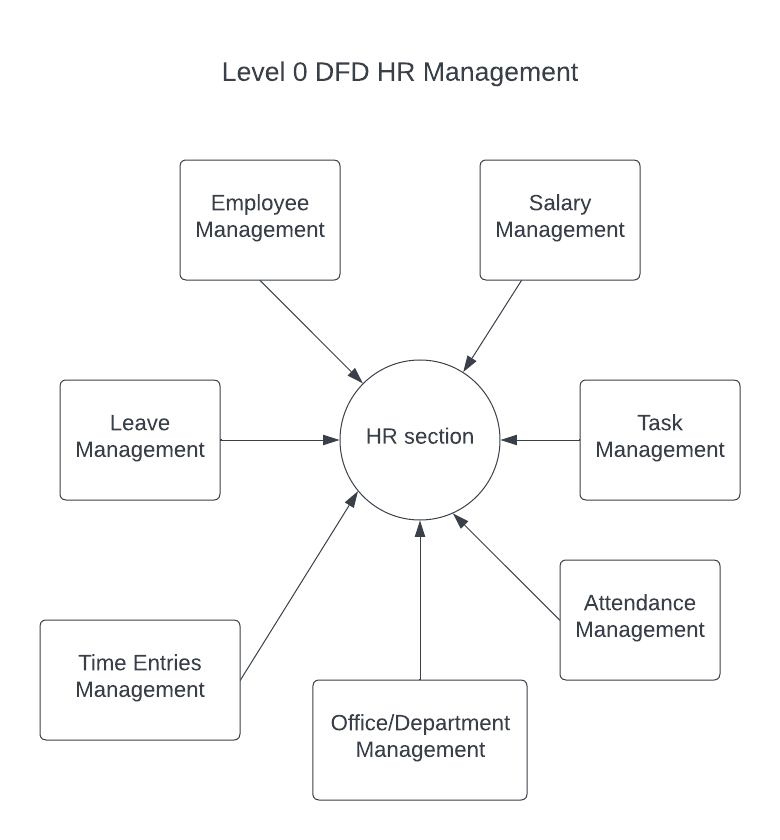 Level 0 DFD HR Management
Employee
Management
Salary
Management
Leave
Management
HR section
Task
Management
Attendance
Management
Time Entries
Management
Office/Department
Management